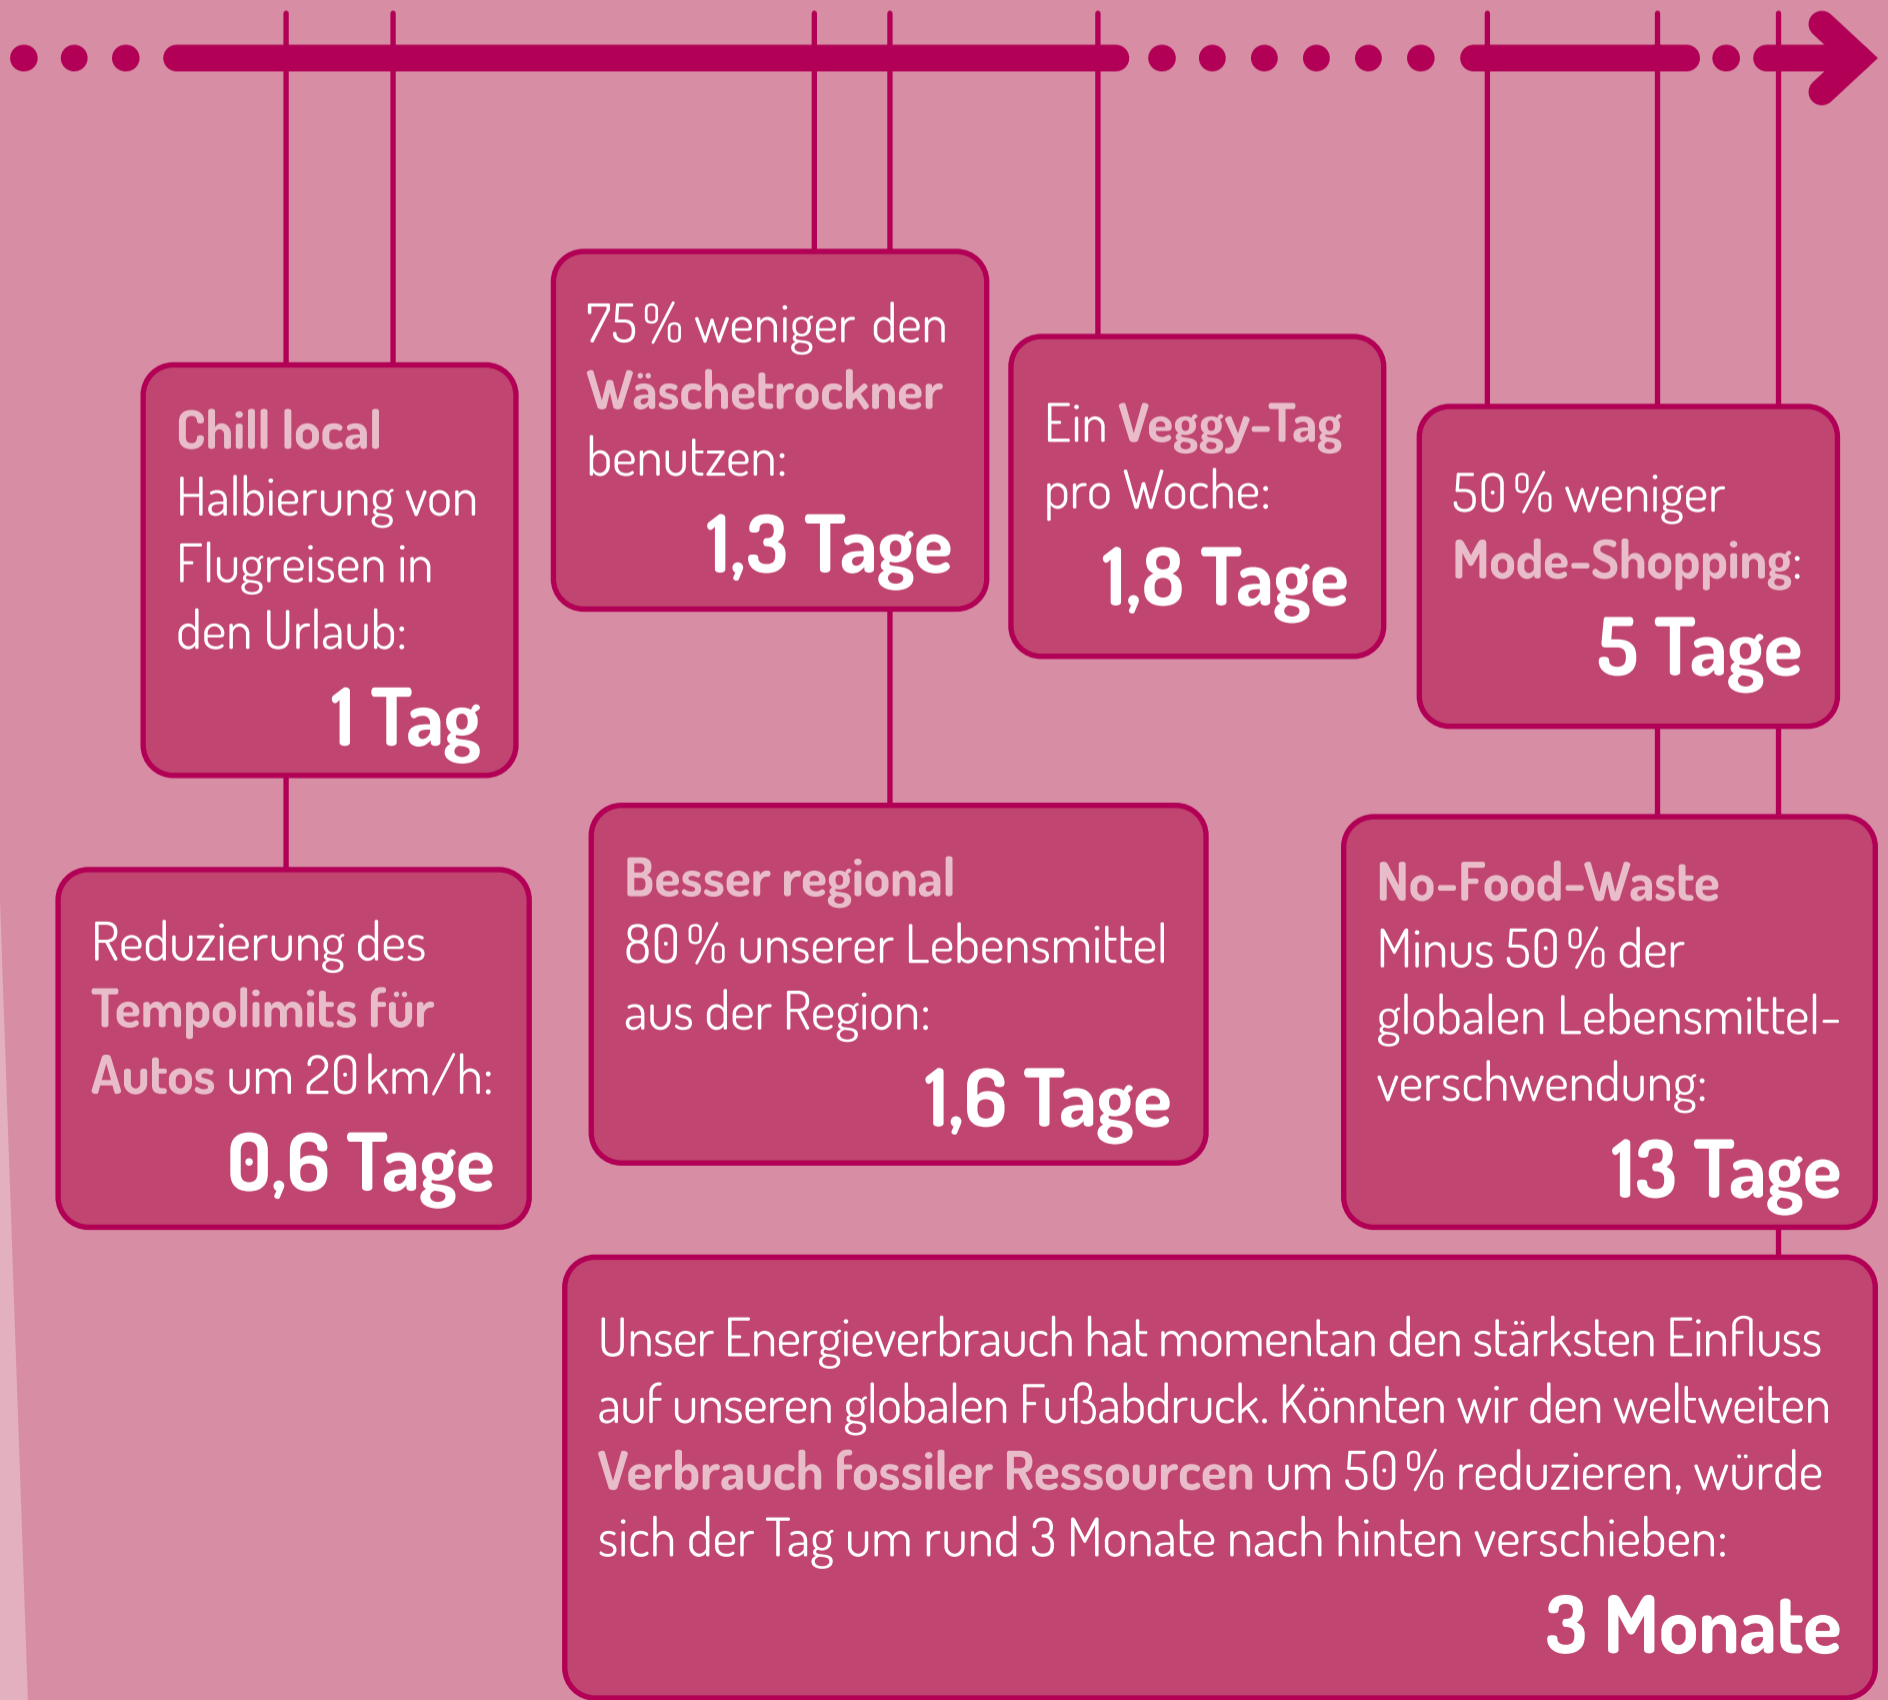 Chill local
Halbierung von
Flugreisen in
den Urlaub:
1 Tag
75 % weniger den
Wäschetrockner
benutzen:
1,3 Tage
Ein Veggy-Tag
pro Woche:
1,8 Tage
50 % weniger
Mode-Shopping:
5 Tage
Reduzierung des
Tempolimits für
Autos um 20 km/h:
0,6 Tage
Besser regional
80 % unserer Lebensmittel
aus der Region:
1,6 Tage
No-Food-Waste
Minus 50 % der
globalen Lebensmittel-
verschwendung:
13 Tage
Unser Energieverbrauch hat momentan den stärksten Einfluss
auf unseren globalen Fußabdruck. Könnten wir den weltweiten
Verbrauch fossiler Ressourcen um 50 % reduzieren, würde
sich der Tag um rund 3 Monate nach hinten verschieben:
3 Monate